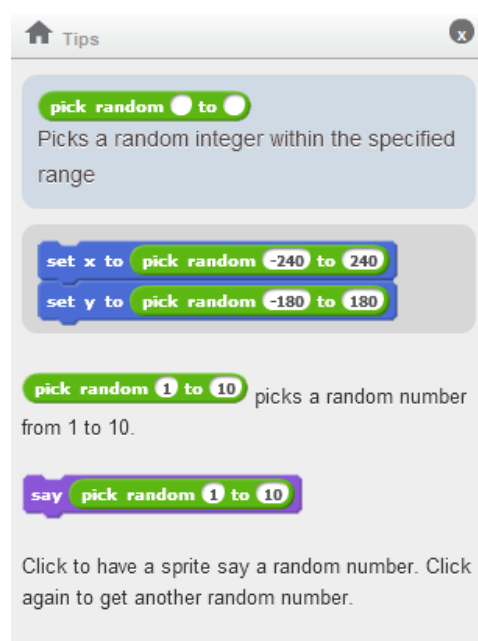 Tips
x
pick random to
Picks a random integer within the specified
range
set x to pick random -240 to 240
set y to pick random -180 to 180
pick random 1 to 10 picks a random number
from 1 to 10.
say pick random 1 to 10
Click to have a sprite say a random number. Click
again to get another random number.